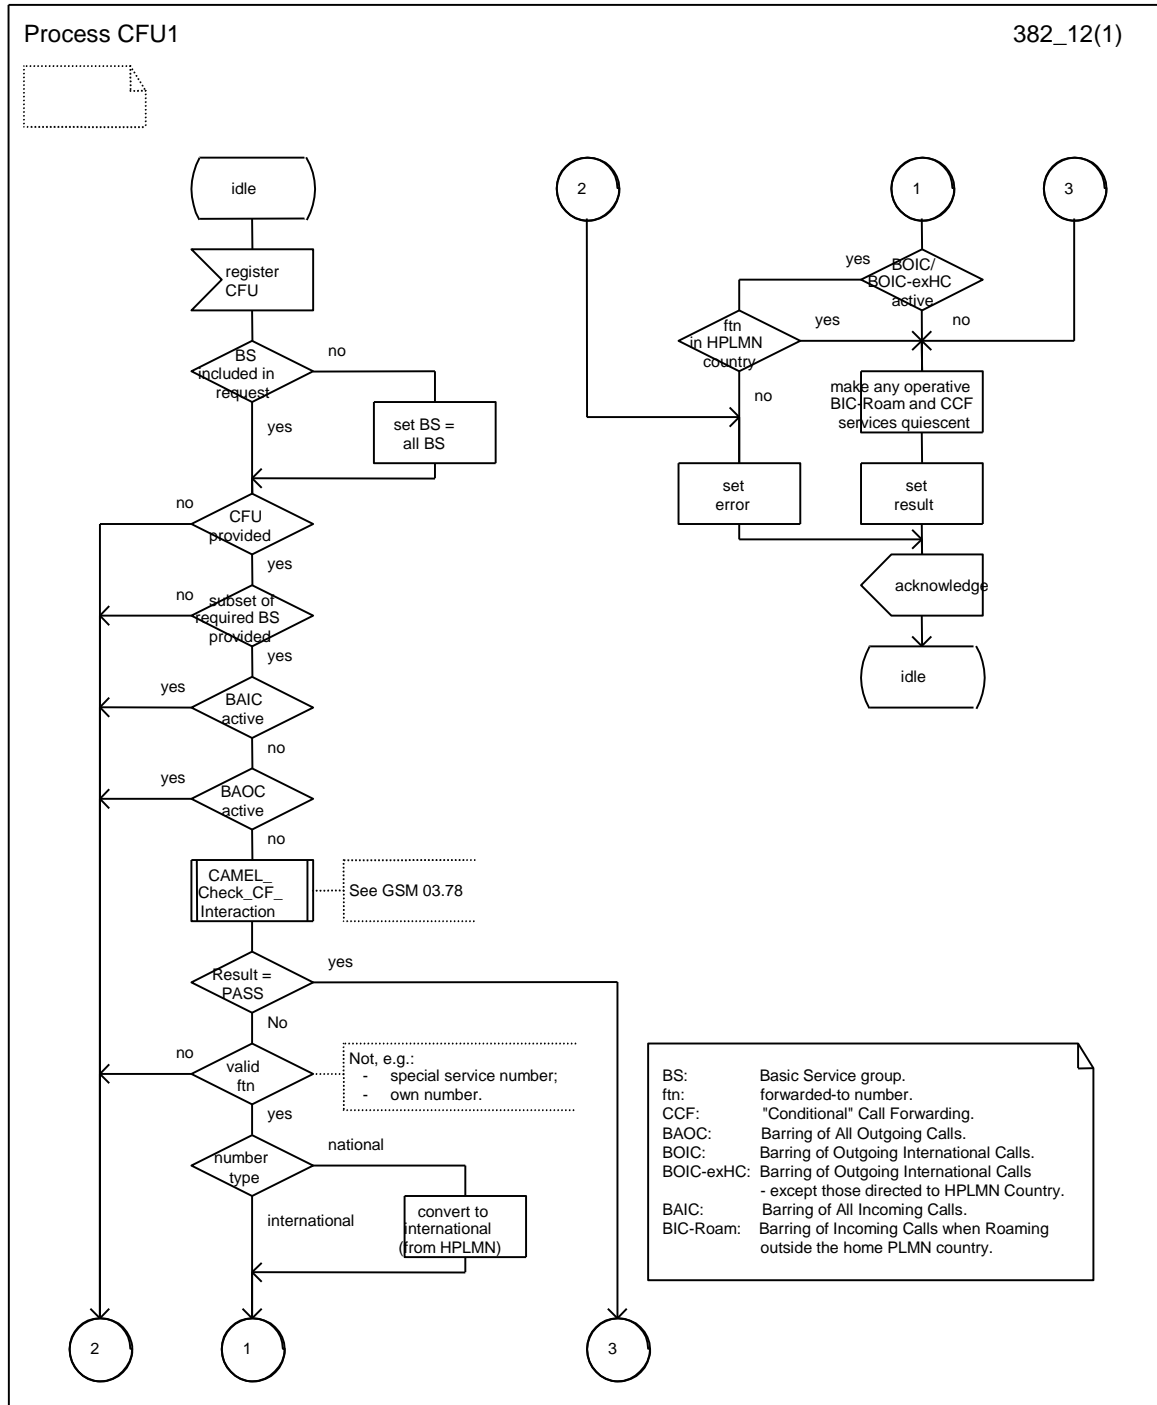 Process CFU1
382_12(1)
idle
register
CFU
BS
included in
request
no
yes
set BS =
all BS
no
CFU
provided
yes
no
subset of
required BS
provided
yes
yes
BAIC
active
no
yes
BAOC
active
no
CAMEL_
Check_CF_
Interaction
See GSM 03.78
Result =
PASS
yes
No
no
valid
ftn
Not, e.g.:
- special service number;
- own number.
yes
number
type
national
international
convert to
international
(from HPLMN)
2
1
3
2
1
3
yes
BOIC/
BOIC-exHC
active
no
ftn
in HPLMN
country
yes
no
make any operative
BIC-Roam and CCF
services quiescent
set
error
set
result
acknowledge
idle
BS: Basic Service group.
ftn: forwarded-to number.
CCF: "Conditional" Call Forwarding.
BAOC: Barring of All Outgoing Calls.
BOIC: Barring of Outgoing International Calls.
BOIC-exHC: Barring of Outgoing International Calls
- except those directed to HPLMN Country.
BAIC: Barring of All Incoming Calls.
BIC-Roam: Barring of Incoming Calls when Roaming
outside the home PLMN country.